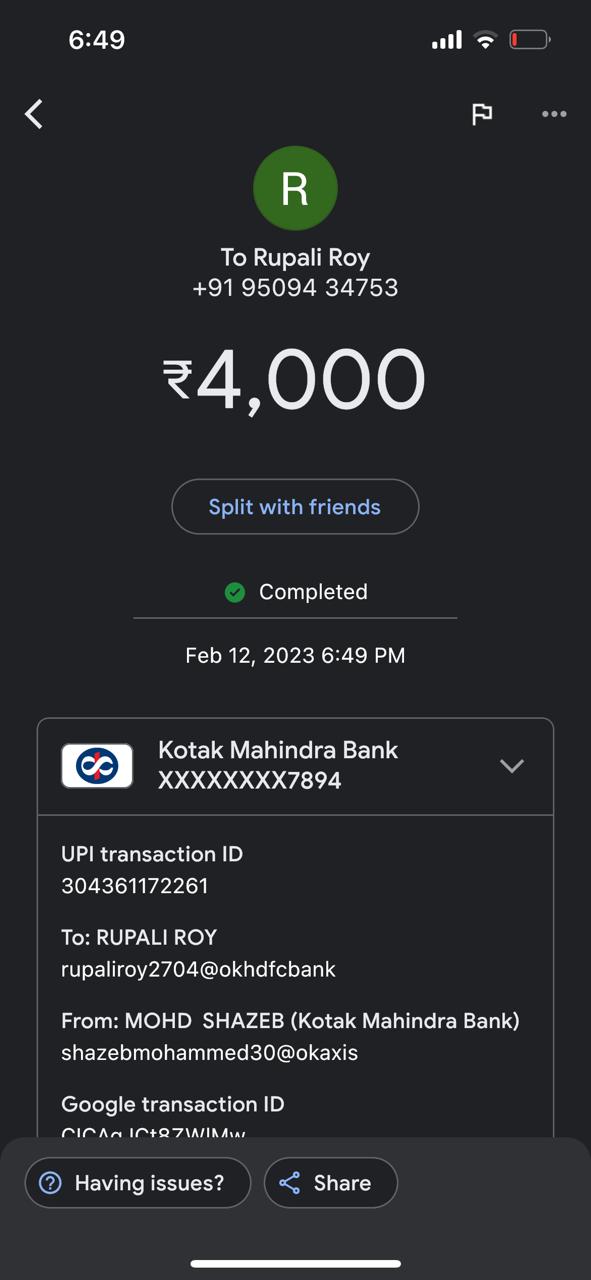 6:49
R
To Rupali Roy
+91 95094 34753
₹4,000
Split with friends
Completed
Feb 12, 2023 6:49 PM
Kotak Mahindra Bank
XXXXXXXX7894
UPI transaction ID
304361172261
To: RUPALI ROY
rupaliroy2704@okhdfcbank
From: MOHD  SHAZEB (Kotak Mahindra Bank)
shazebmohammed30@okaxis
Google transaction ID
Having issues?
Share